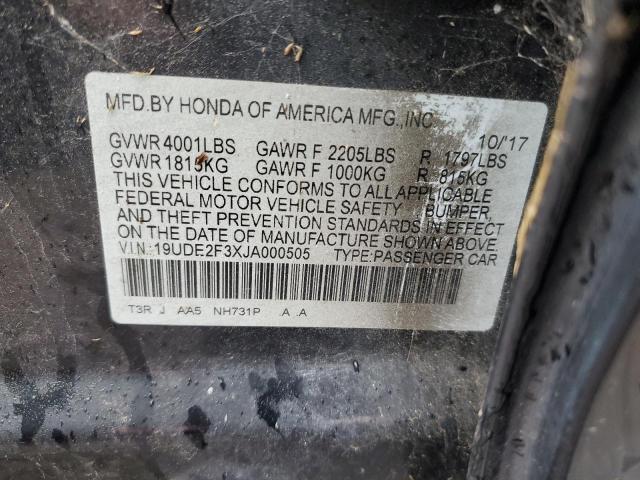 MFD.BY HONDA OF AMERICA MFG.,INC. 10/'17
GVWR 4001LBS GAWR F 2205LBS R 1797LBS
GVWR 1815KG GAWR F 1000KG R 815KG
THIS VEHICLE CONFORMS TO ALL APPLICABLE
FEDERAL MOTOR VEHICLE SAFETY BUMPER,
AND THEFT PREVENTION STANDARDS IN EFFECT
ON THE DATE OF MANUFACTURE SHOWN ABOVE.
V.I.N.:19UDE2F3XJA000505 TYPE:PASSENGER CAR
T3R J AA5 NH731P A .A